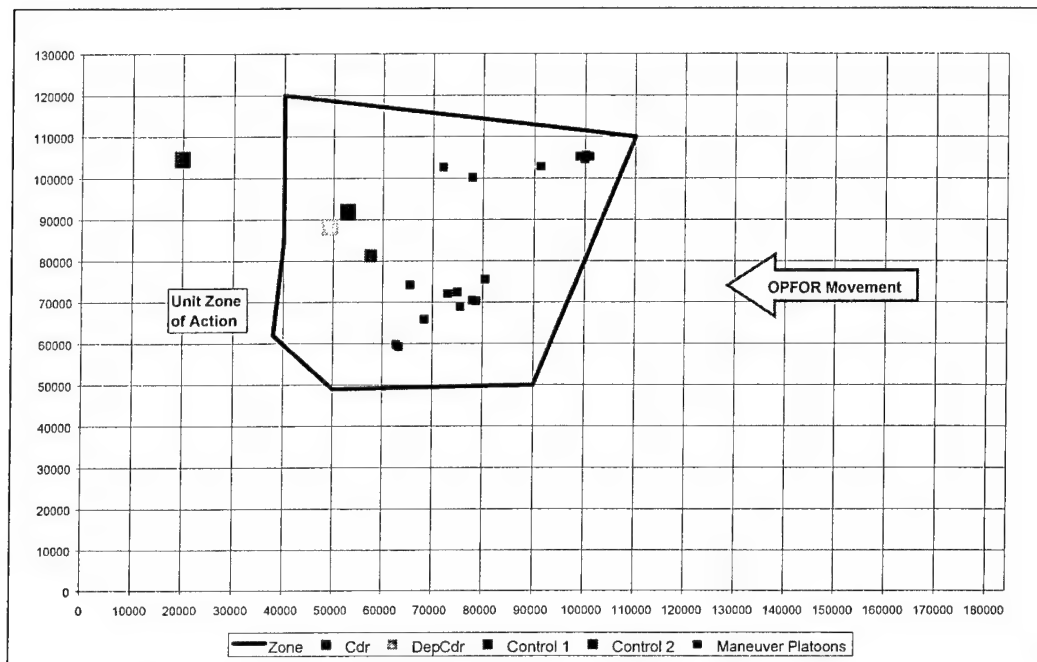 130000
120000
110000
100000
90000
80000
70000
60000
50000
40000
30000
20000
10000
0
Unit Zone
of Action
OPFOR Movement
0 10000 20000 30000 40000 50000 60000 70000 80000 90000 100000 110000 120000 130000 140000 150000 160000 170000 180000
Zone Cdr DepCdr Control 1 Control 2 Maneuver Platoons